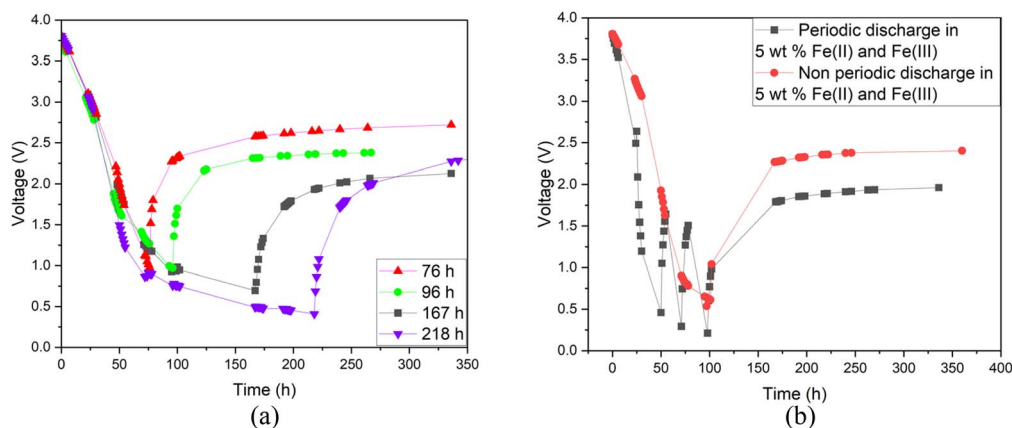 4.0
3.5
3.0
2.5
2.0
1.5
1.0
0.5
0.0
Voltage (V)
0
50
100
150
200
250
300
350
Time (h)
76 h
96 h
167 h
218 h
(a)
4.0
3.5
3.0
2.5
2.0
1.5
1.0
0.5
0.0
Voltage (V)
0
50
100
150
200
250
300
350
400
Time (h)
Periodic discharge in
5 wt % Fe(II) and Fe(III)
Non periodic discharge in
5 wt % Fe(II) and Fe(III)
(b)